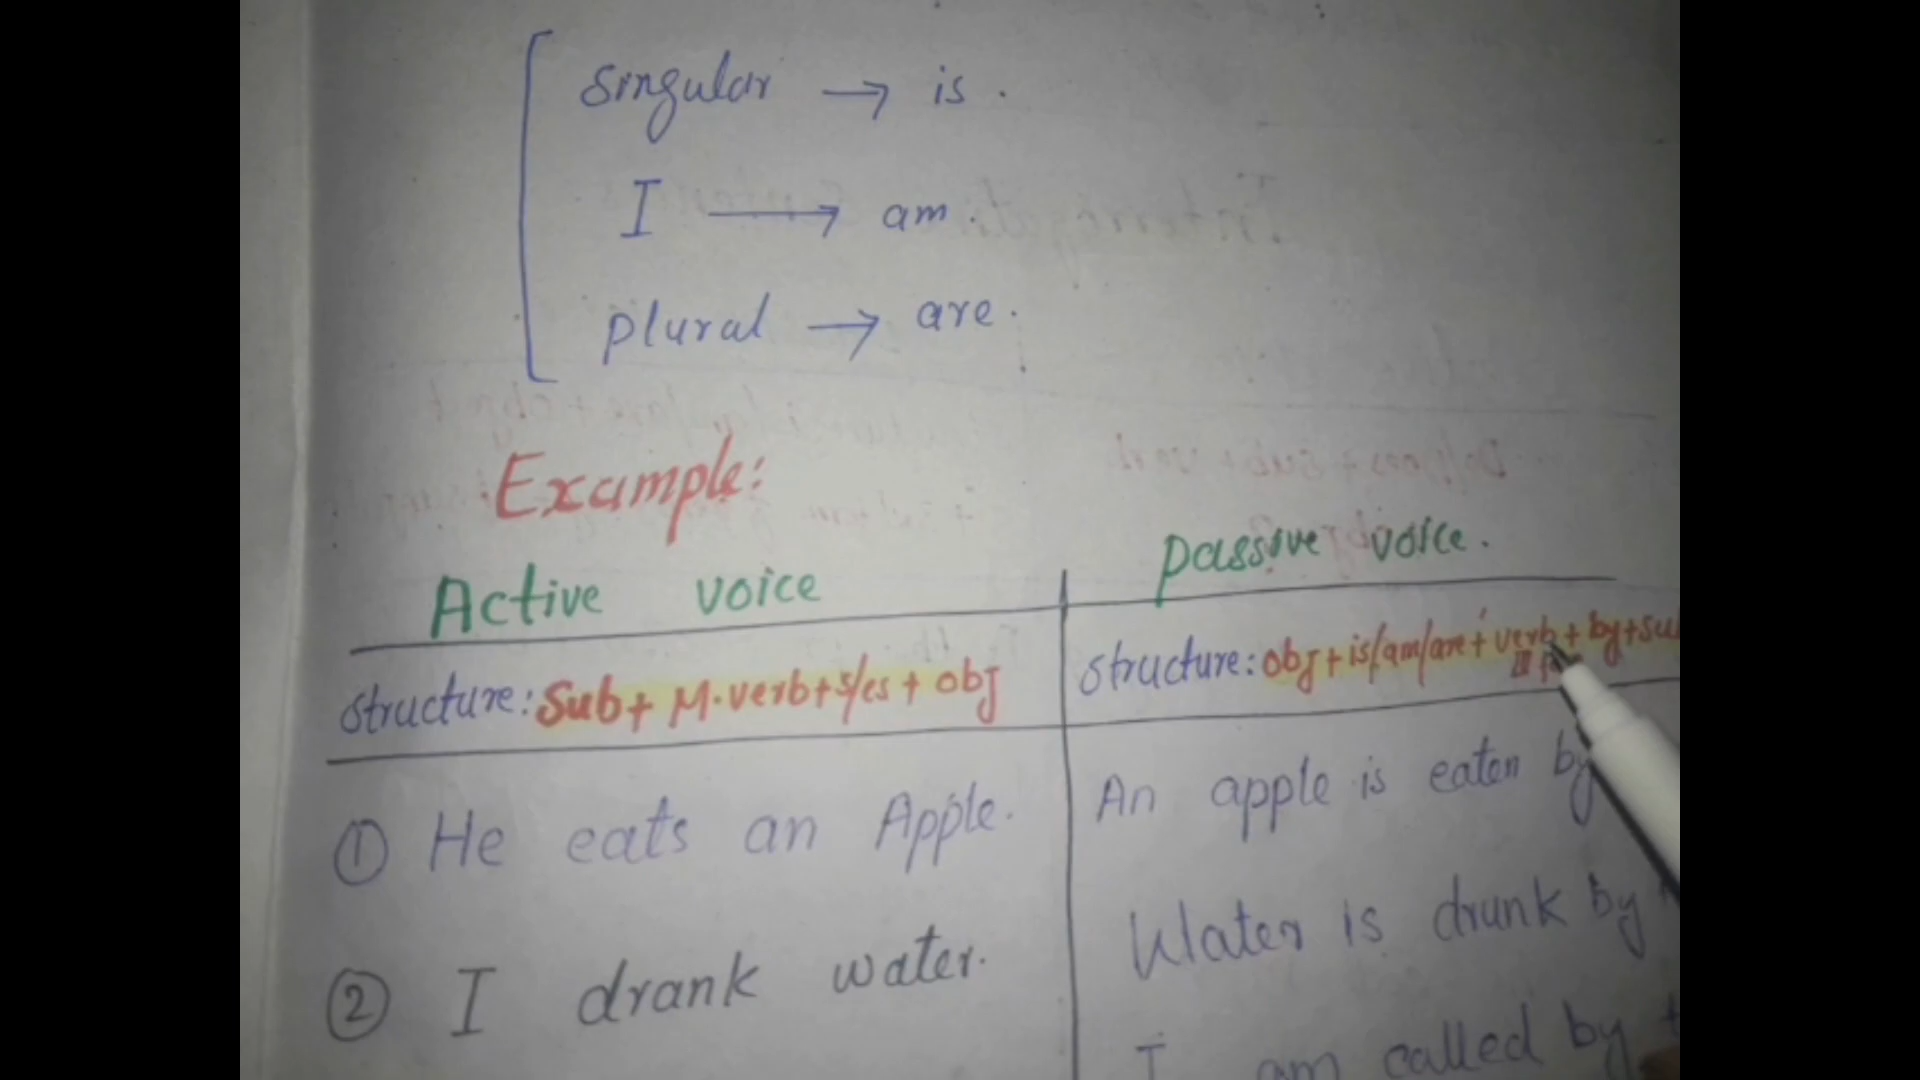 Singular → is.
I → am.
plural → are.
Example:
Active voice
passive voice.
Structure: Sub + M.verb+s/es + obj
Structure: obj + is/am/are + verb + by + su
III
① He eats an Apple.
An apple is eaten by
② I drank water.
Water is drunk by
I am called by